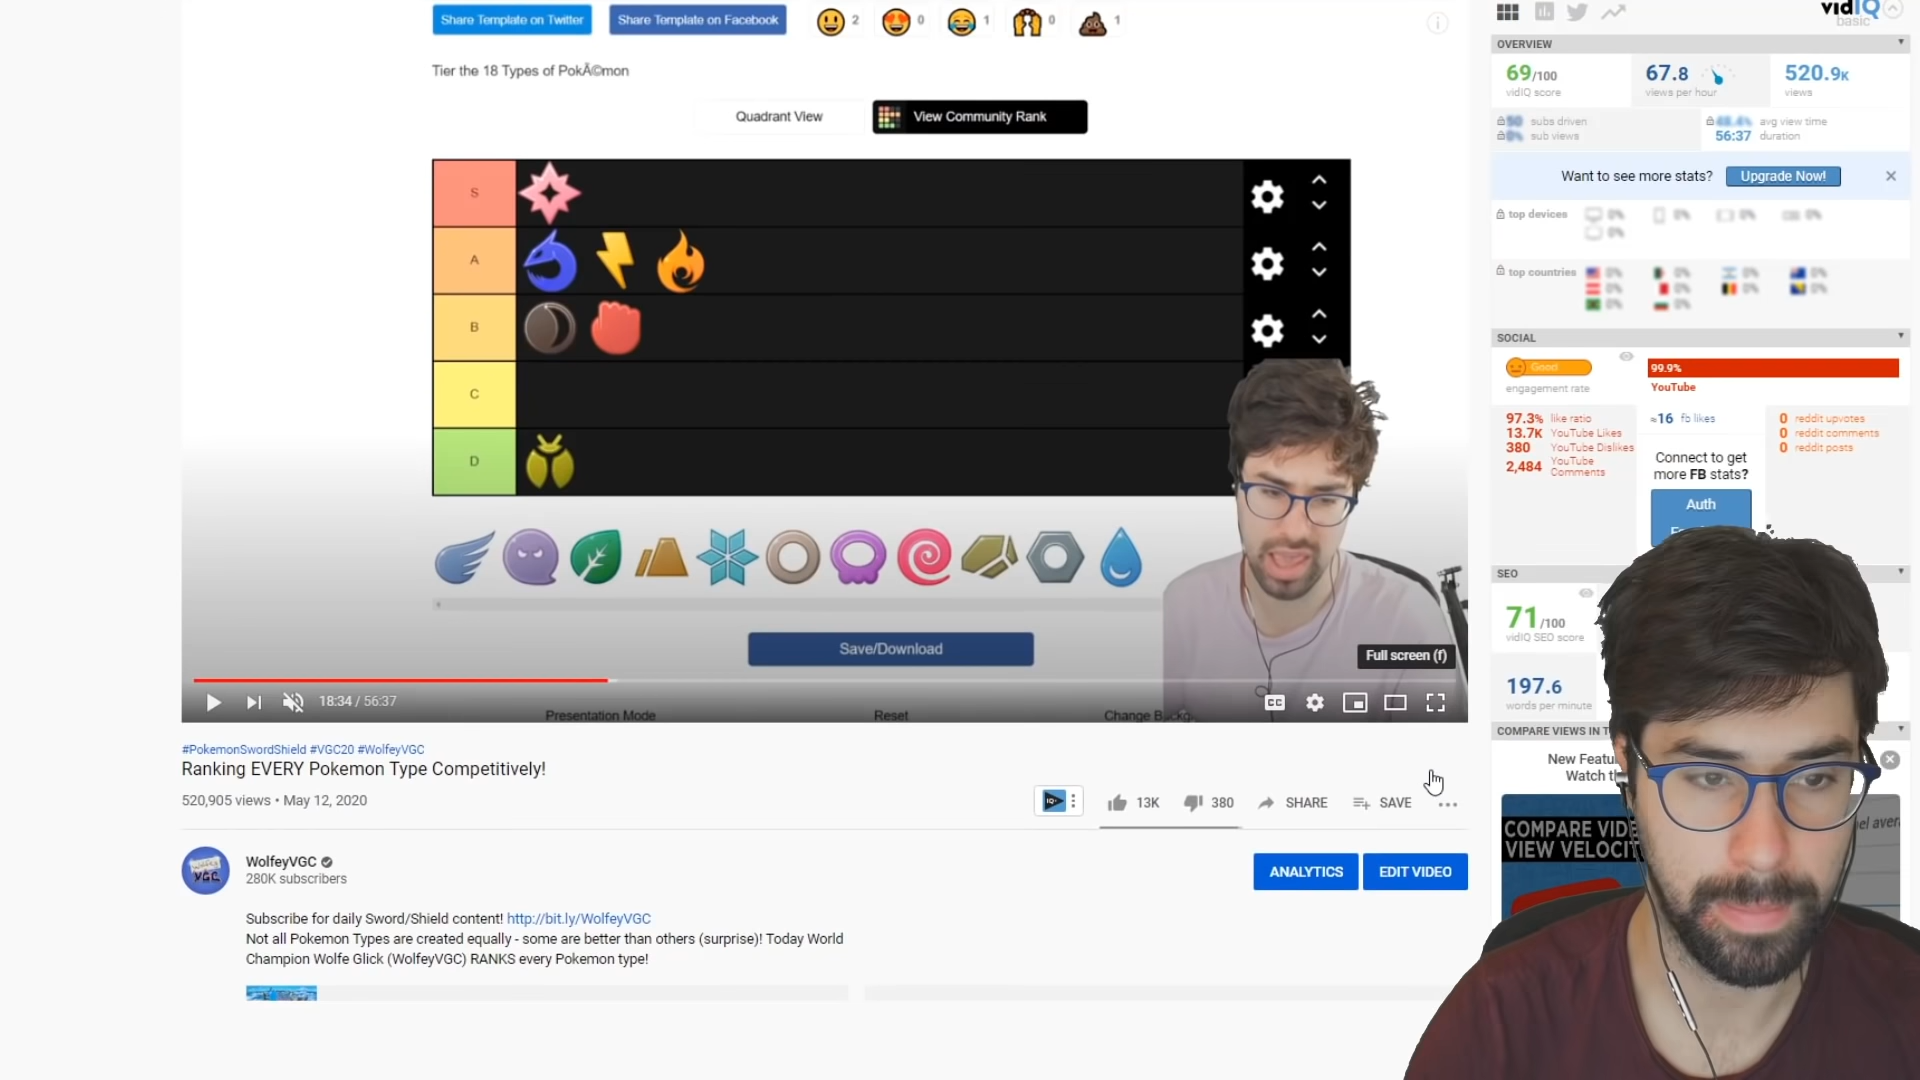 Share Template on Twitter
Share Template on Facebook
2
0
1
0
1
Tier the 18 Types of PokÃ©mon
Quadrant View
View Community Rank
S
A
B
C
D
Save/Download
Full screen (f)
18:34 / 56:37
CC
Presentation Mode
Reset
#PokemonSwordShield #VGC20 #WolfeyVGC
Ranking EVERY Pokemon Type Competitively!
520,905 views • May 12, 2020
13K
380
SHARE
SAVE
WolfeyVGC
280K subscribers
ANALYTICS
EDIT VIDEO
Subscribe for daily Sword/Shield content! http://bit.ly/WolfeyVGC
Not all Pokemon Types are created equally - some are better than others (surprise)! Today World
Champion Wolfe Glick (WolfeyVGC) RANKS every Pokemon type!
vidIQ
basic
OVERVIEW
69/100
vidIQ score
67.8
views per hour
520.9K
views
subs driven
sub views
avg view time
56:37 duration
Want to see more stats?
Upgrade Now!
top devices
top countries
SOCIAL
Good
engagement rate
99.9%
YouTube
97.3% like ratio
13.7K YouTube Likes
380 YouTube Dislikes
2,484 YouTube Comments
≈16 fb likes
Connect to get
more FB stats?
Auth
0 reddit upvotes
0 reddit comments
0 reddit posts
SEO
71/100
vidIQ SEO score
197.6
words per minute
COMPARE VIEWS IN
New
Watch
COMPARE
VIEW